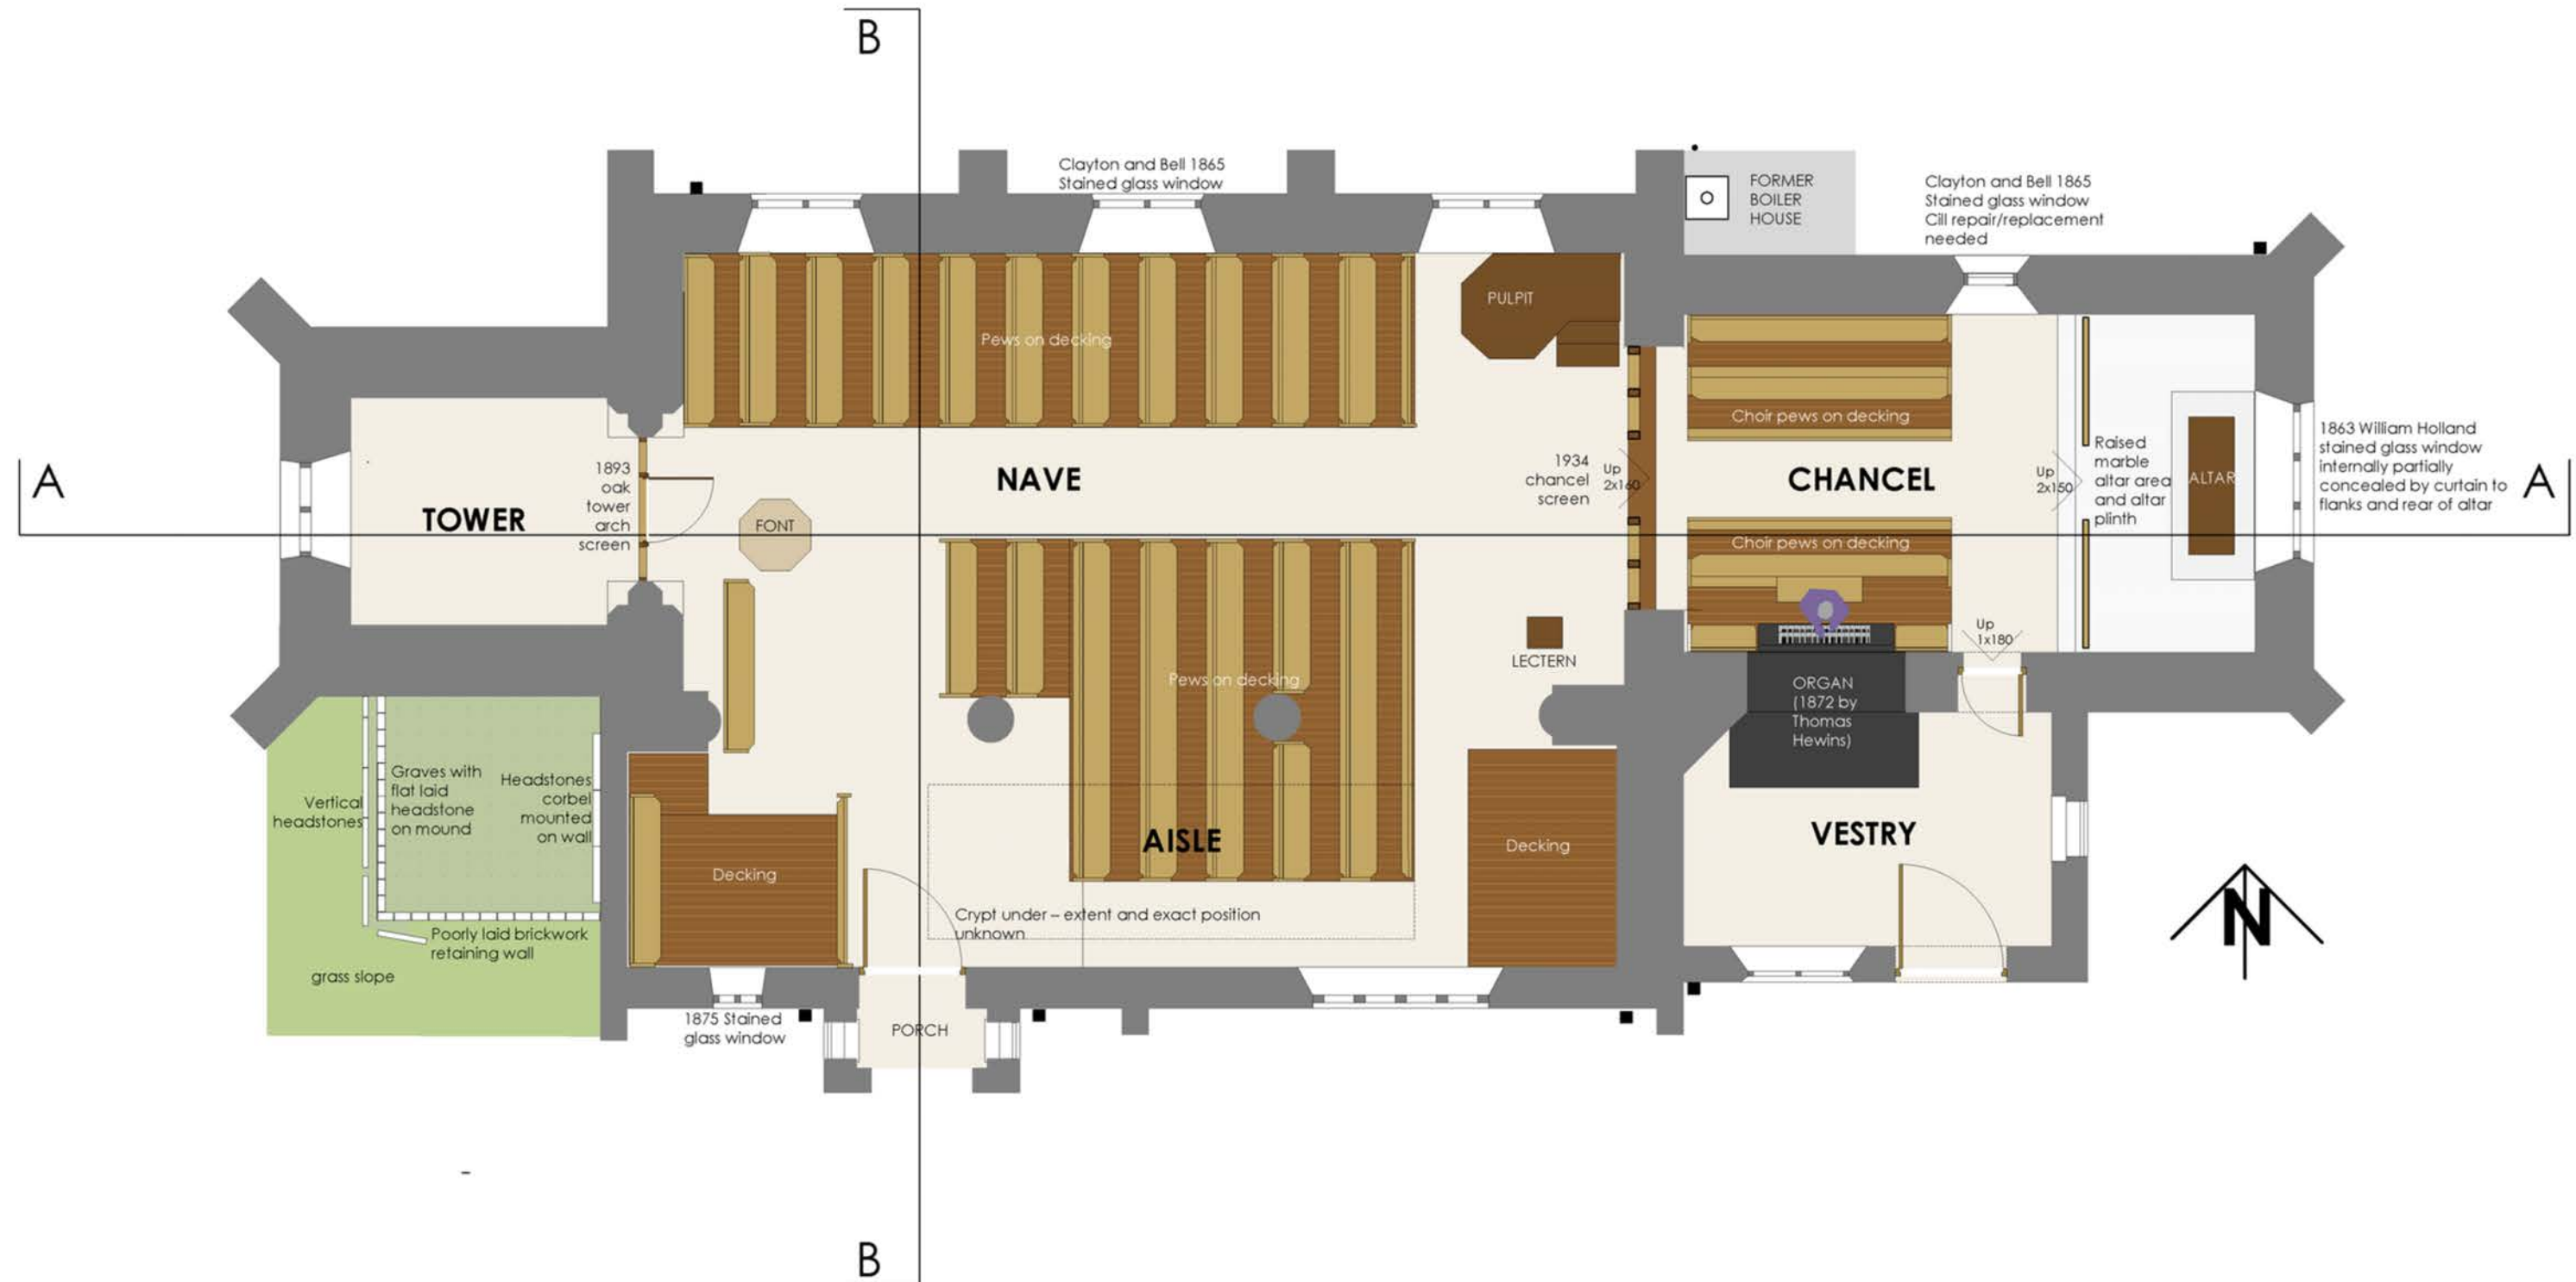 B
Clayton and Bell 1865
Stained glass window
FORMER
BOILER
HOUSE
Clayton and Bell 1865
Stained glass window
Cill repair/replacement
needed
PULPIT
Pews on decking
Choir pews on decking
A
1893
oak
tower
arch
screen
TOWER
FONT
NAVE
1934
chancel
screen
Up
2x160
CHANCEL
Up
2x150
Raised
marble
altar area
and altar
plinth
ALTAR
1863 William Holland
stained glass window
internally partially
concealed by curtain to
flanks and rear of altar
A
Choir pews on decking
Up
1x180
LECTERN
Pews on decking
ORGAN
(1872 by
Thomas
Hewins)
Vertical
headstones
Graves with
flat laid
headstone
on mound
Headstones
corbel
mounted
on wall
Poorly laid brickwork
retaining wall
grass slope
Decking
AISLE
Decking
VESTRY
Crypt under – extent and exact position
unknown
N
1875 Stained
glass window
PORCH
B